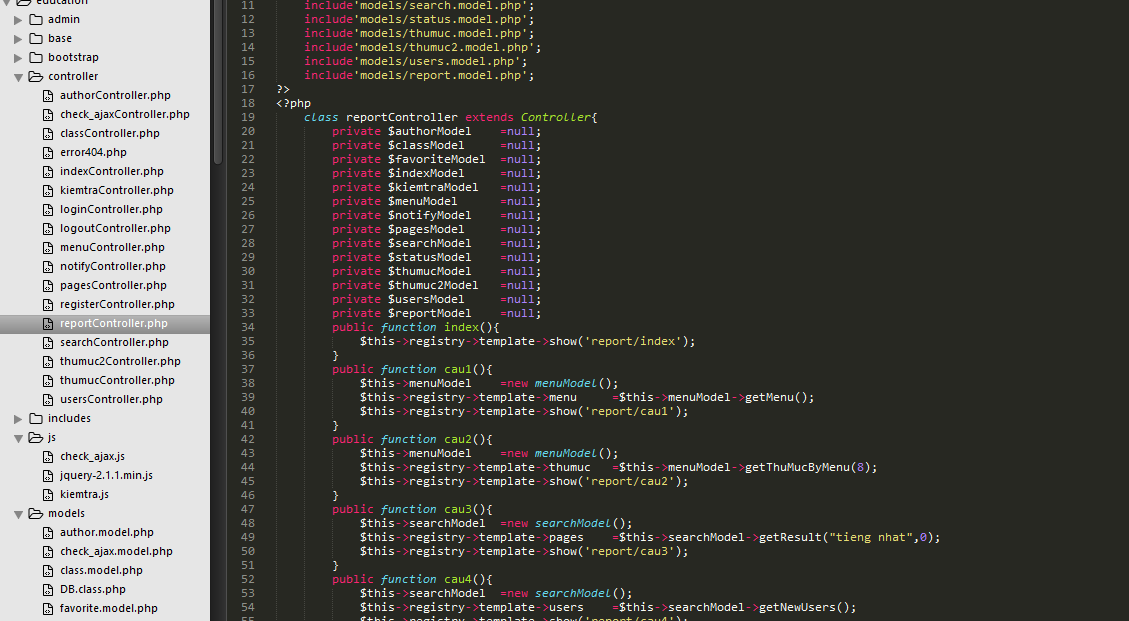 education
admin
base
bootstrap
controller
authorController.php
check_ajaxController.php
classController.php
error404.php
indexController.php
kiemtraController.php
loginController.php
logoutController.php
menuController.php
notifyController.php
pagesController.php
registerController.php
reportController.php
searchController.php
thumuc2Controller.php
thumucController.php
usersController.php
includes
js
check_ajax.js
jquery-2.1.1.min.js
kiemtra.js
models
author.model.php
check_ajax.model.php
class.model.php
DB.class.php
favorite.model.php
11 include'models/search.model.php';
12 include'models/status.model.php';
13 include'models/thumuc.model.php';
14 include'models/thumuc2.model.php';
15 include'models/users.model.php';
16 include'models/report.model.php';
17 ?>
18 <?php
19 class reportController extends Controller{
20 private $authorModel =null;
21 private $classModel =null;
22 private $favoriteModel =null;
23 private $indexModel =null;
24 private $kiemtraModel =null;
25 private $menuModel =null;
26 private $notifyModel =null;
27 private $pagesModel =null;
28 private $searchModel =null;
29 private $statusModel =null;
30 private $thumucModel =null;
31 private $thumuc2Model =null;
32 private $usersModel =null;
33 private $reportModel =null;
34 public function index(){
35 $this->registry->template->show('report/index');
36 }
37 public function cau1(){
38 $this->menuModel =new menuModel();
39 $this->registry->template->menu =$this->menuModel->getMenu();
40 $this->registry->template->show('report/cau1');
41 }
42 public function cau2(){
43 $this->menuModel =new menuModel();
44 $this->registry->template->thumuc =$this->menuModel->getThuMucByMenu(8);
45 $this->registry->template->show('report/cau2');
46 }
47 public function cau3(){
48 $this->searchModel =new searchModel();
49 $this->registry->template->pages =$this->searchModel->getResult("tieng nhat",0);
50 $this->registry->template->show('report/cau3');
51 }
52 public function cau4(){
53 $this->searchModel =new searchModel();
54 $this->registry->template->users =$this->searchModel->getNewUsers();
55 $this->registry->template->show('report/cau4');